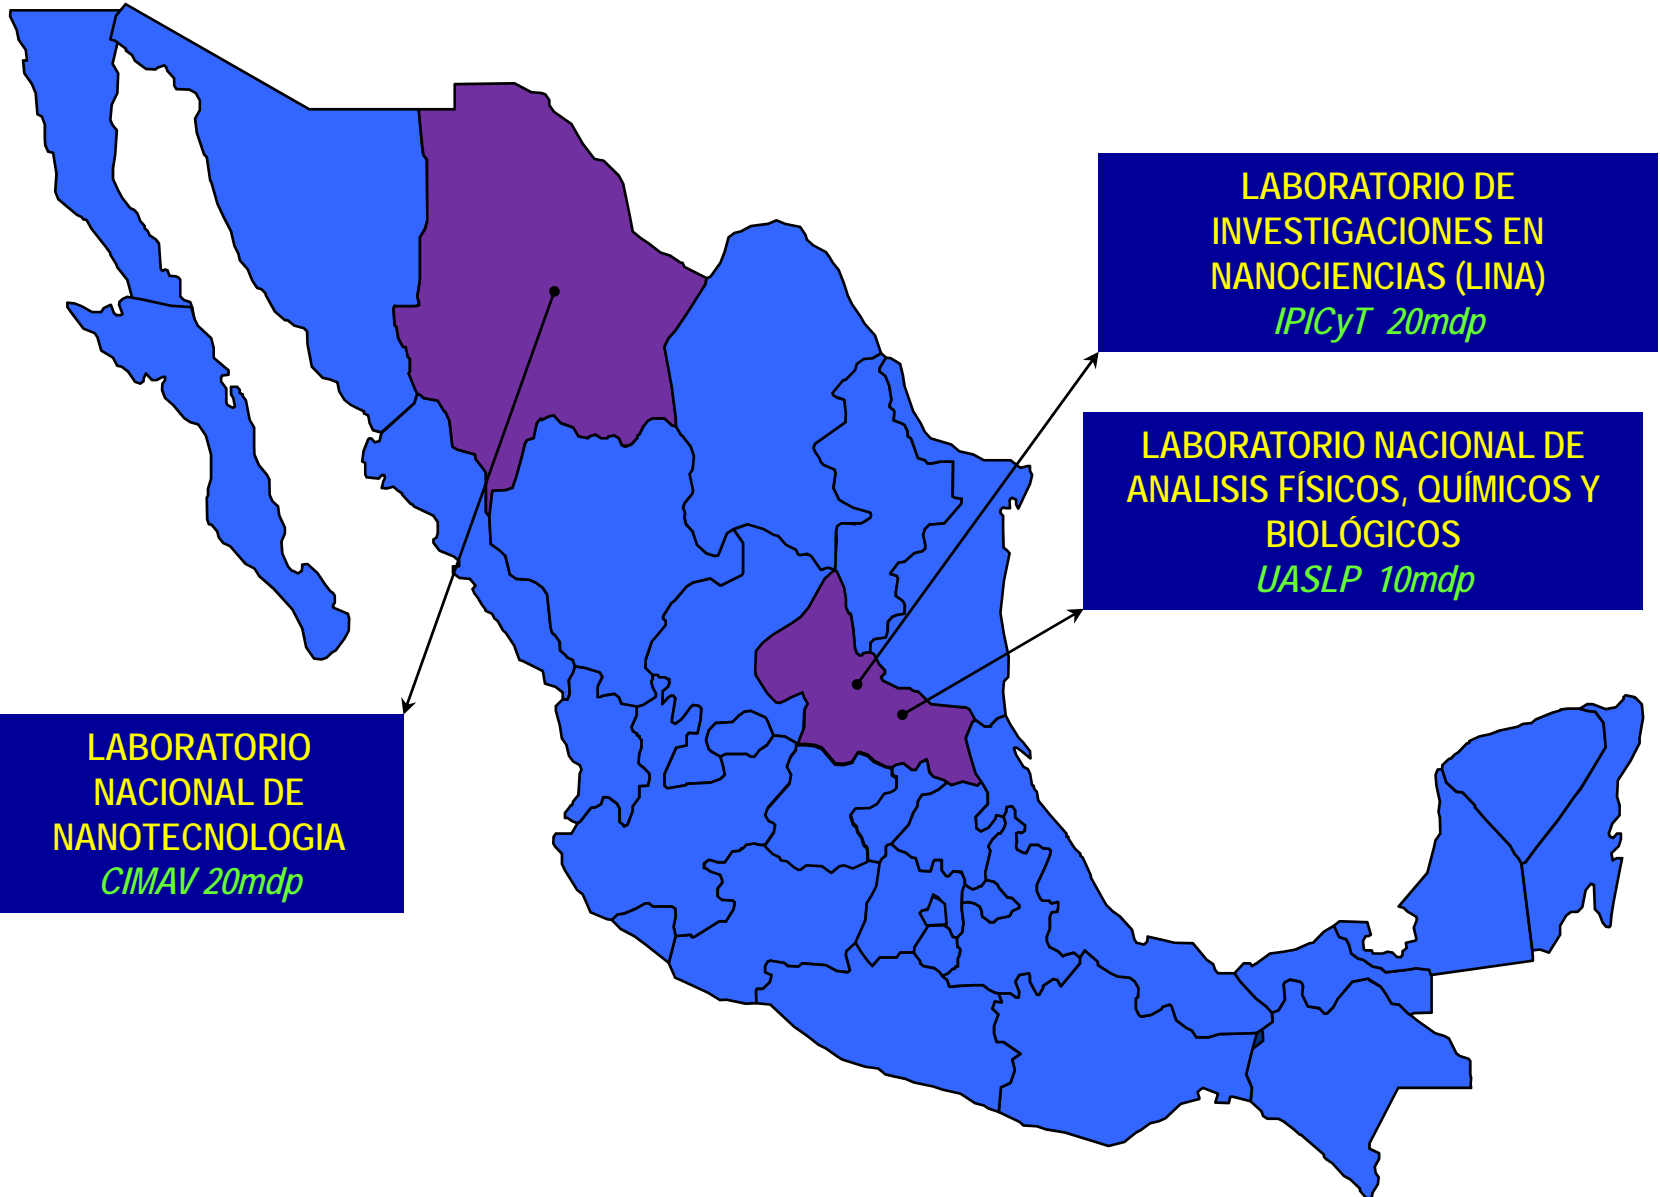 LABORATORIO DE
INVESTIGACIONES EN
NANOCIENCIAS (LINA)
IPICyT 20mdp
LABORATORIO NACIONAL DE
ANALISIS FÍSICOS, QUÍMICOS Y
BIOLÓGICOS
UASLP 10mdp
LABORATORIO
NACIONAL DE
NANOTECNOLOGIA
CIMAV 20mdp